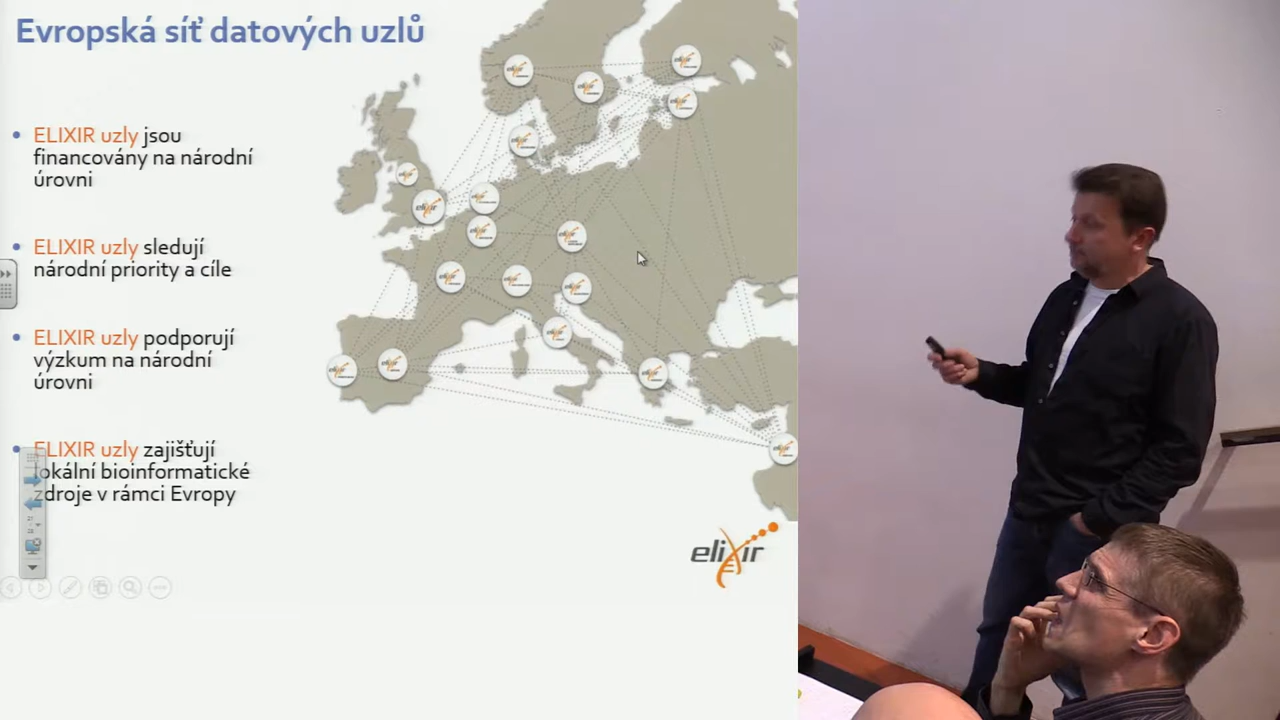 Evropská síť datových uzlů
ELIXIR uzly jsou
financovány na národní
úrovni
ELIXIR uzly sledují
národní priority a cíle
ELIXIR uzly podporují
výzkum na národní
úrovni
ELIXIR uzly zajišťují
lokální bioinformatické
zdroje v rámci Evropy
elixir